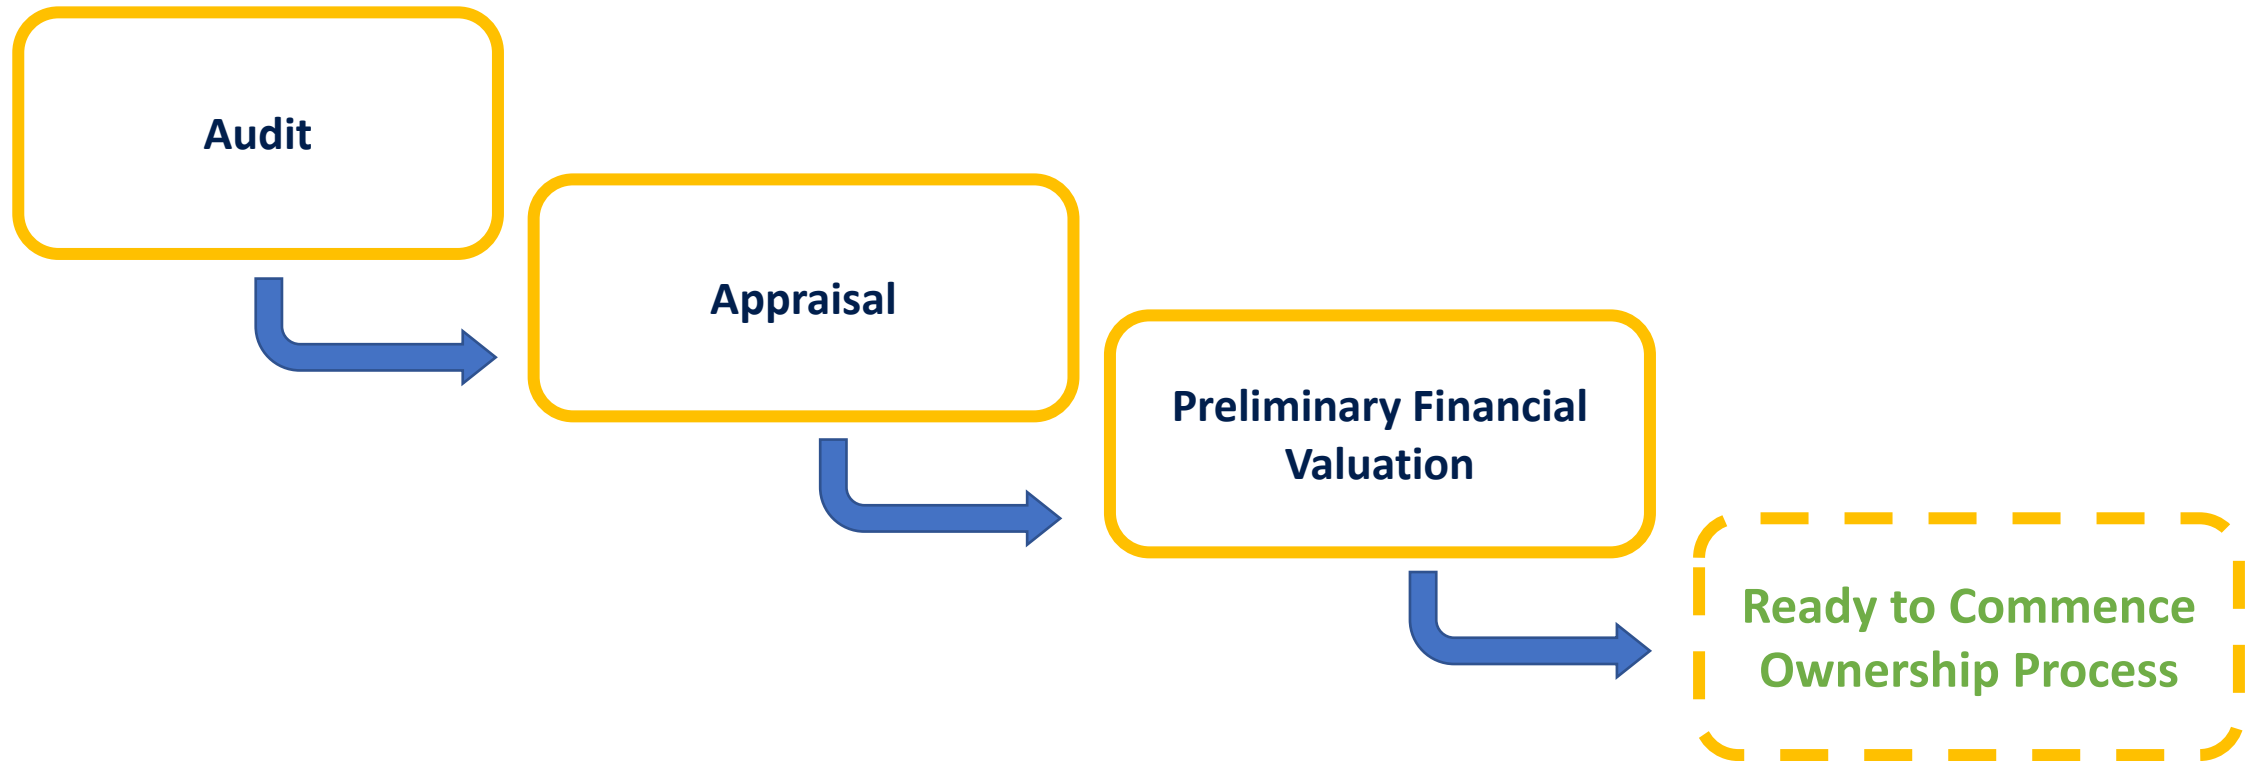 Audit
Appraisal
Preliminary Financial
Valuation
Ready to Commence
Ownership Process